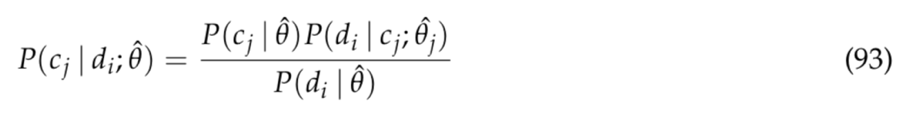 P(c_j | d_i; θ̂) = P(c_j | θ̂)P(d_i | c_j; θ̂_j) / P(d_i | θ̂) (93)